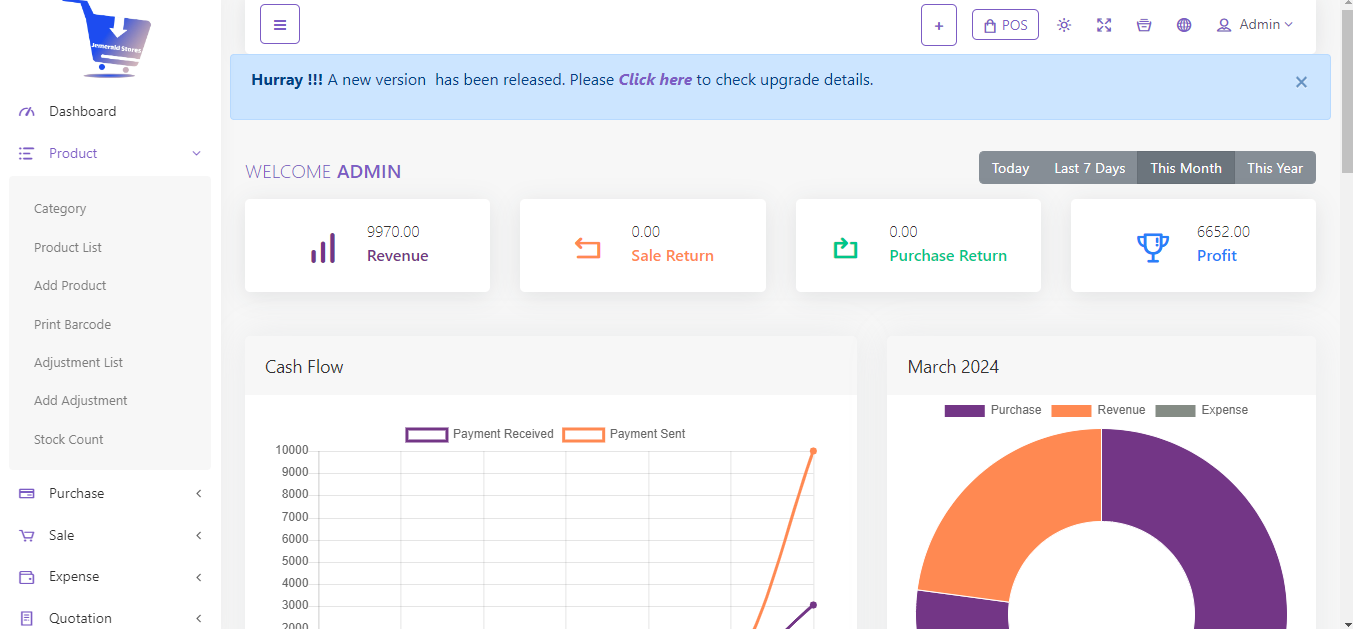 Jemerald Stores
POS
Admin
Hurray !!! A new version has been released. Please Click here to check upgrade details.
×
Dashboard
Product
Category
Product List
Add Product
Print Barcode
Adjustment List
Add Adjustment
Stock Count
Purchase
Sale
Expense
Quotation
WELCOME ADMIN
Today Last 7 Days This Month This Year
9970.00
Revenue
0.00
Sale Return
0.00
Purchase Return
6652.00
Profit
Cash Flow
Payment Received Payment Sent
10000
9000
8000
7000
6000
5000
4000
3000
2000
March 2024
Purchase Revenue Expense